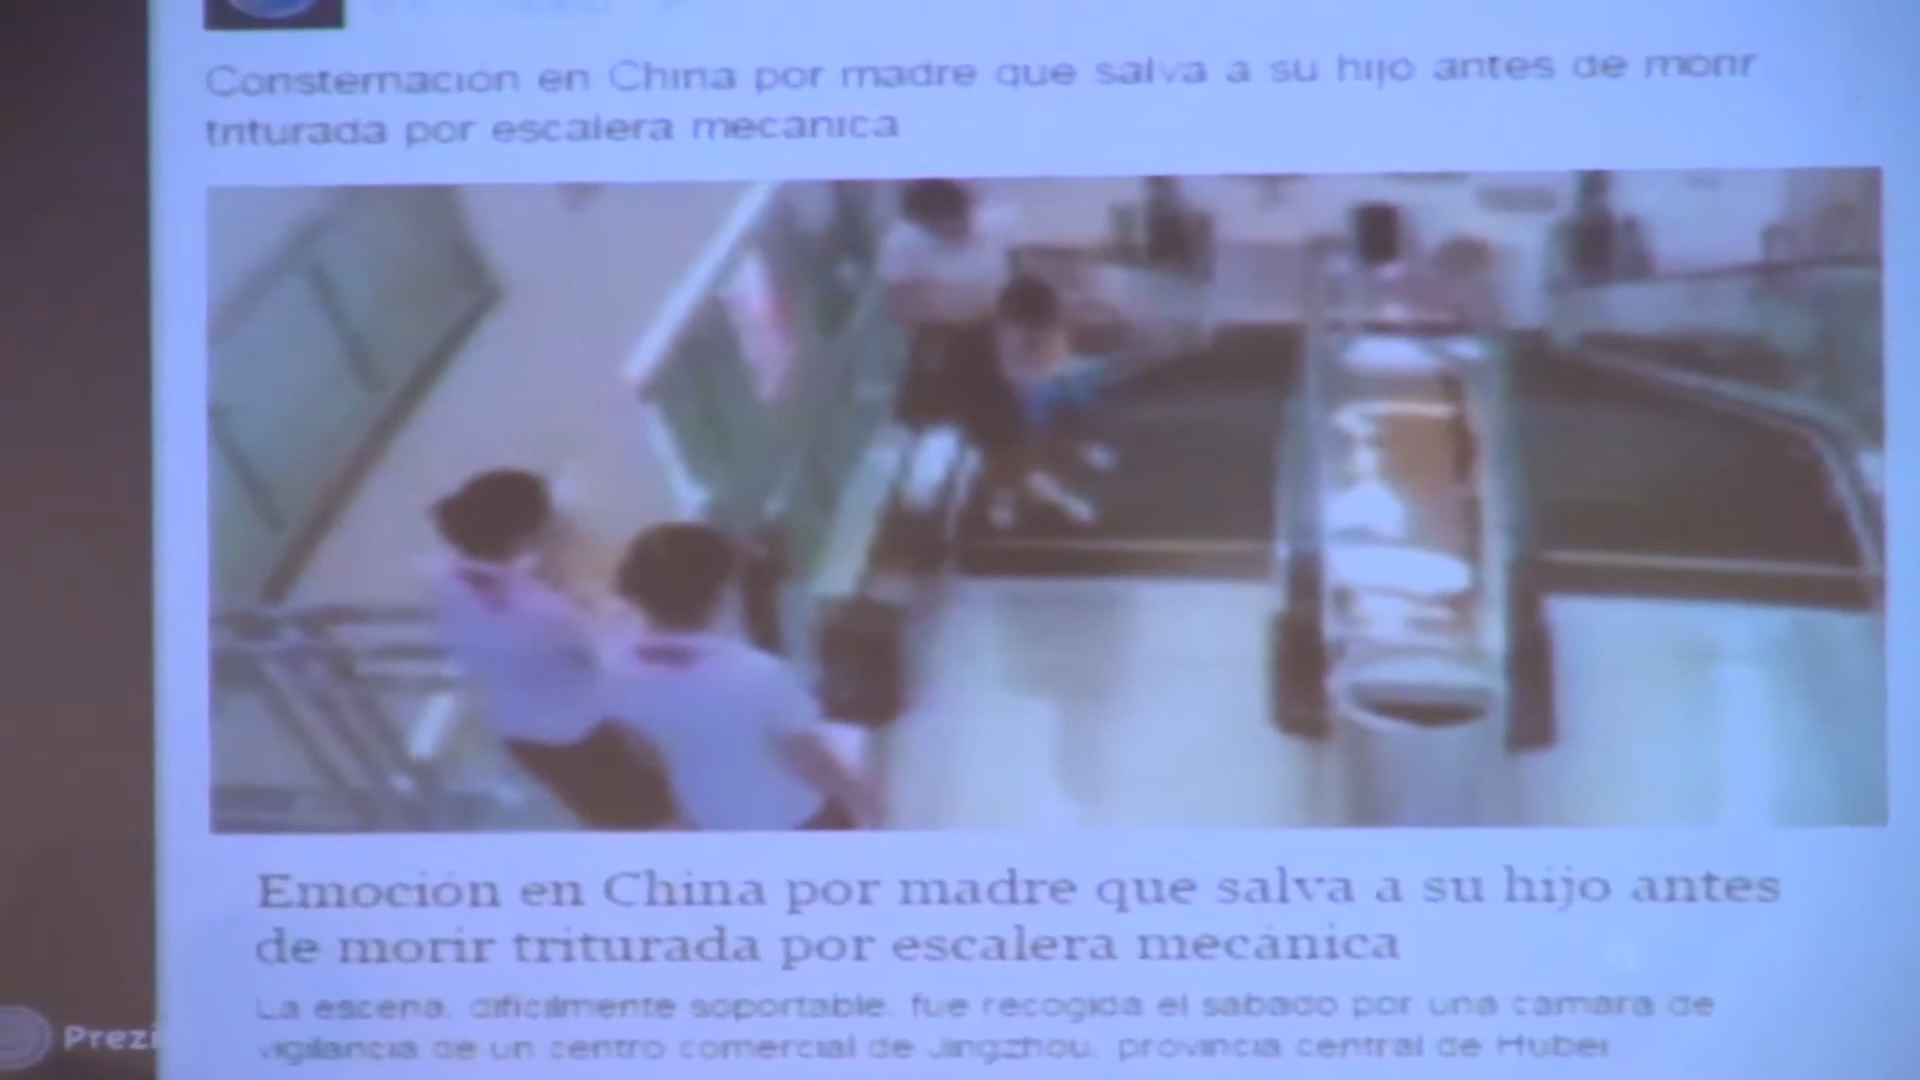 Consternación en China por madre que salva a su hijo antes de morir
triturada por escalera mecánica
Emoción en China por madre que salva a su hijo antes
de morir triturada por escalera mecánica
La escena, difícilmente soportable, fue recogida el sábado por una cámara de
vigilancia de un centro comercial de Jingzhou, provincia central de Hubei
Prezi